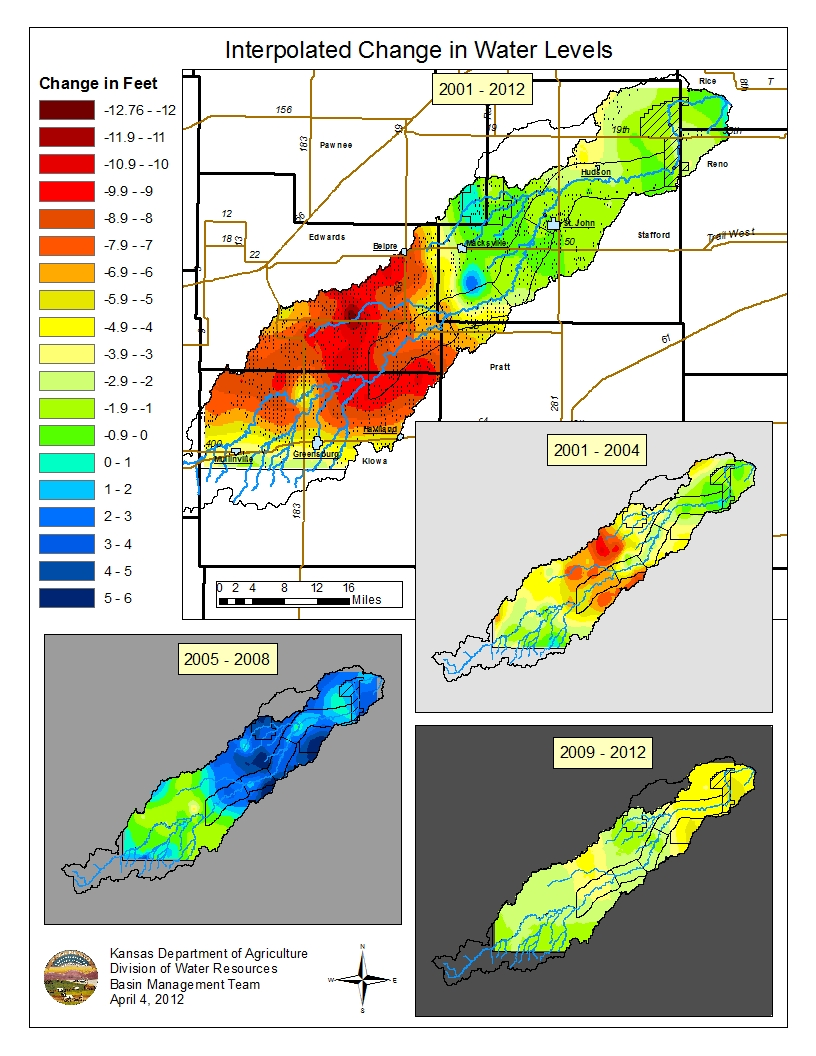 Interpolated Change in Water Levels
Change in Feet
-12.76 - -12
-11.9 - -11
-10.9 - -10
-9.9 - -9
-8.9 - -8
-7.9 - -7
-6.9 - -6
-5.9 - -5
-4.9 - -4
-3.9 - -3
-2.9 - -2
-1.9 - -1
-0.9 - 0
0 - 1
1 - 2
2 - 3
3 - 4
4 - 5
5 - 6
2001 - 2012
Rice
T
156
19
19th
183
Pawnee
Reno
Hudson
12
St. John
18
Edwards
Stafford
Trail West
Belpre
Macksville
50
22
61
Pratt
281
400
Haviland
Mullinville
Greensburg
Kiowa
183
0 2 4 8 12 16
Miles
2001 - 2004
2005 - 2008
2009 - 2012
Kansas Department of Agriculture
Division of Water Resources
Basin Management Team
April 4, 2012
N
W
E
S